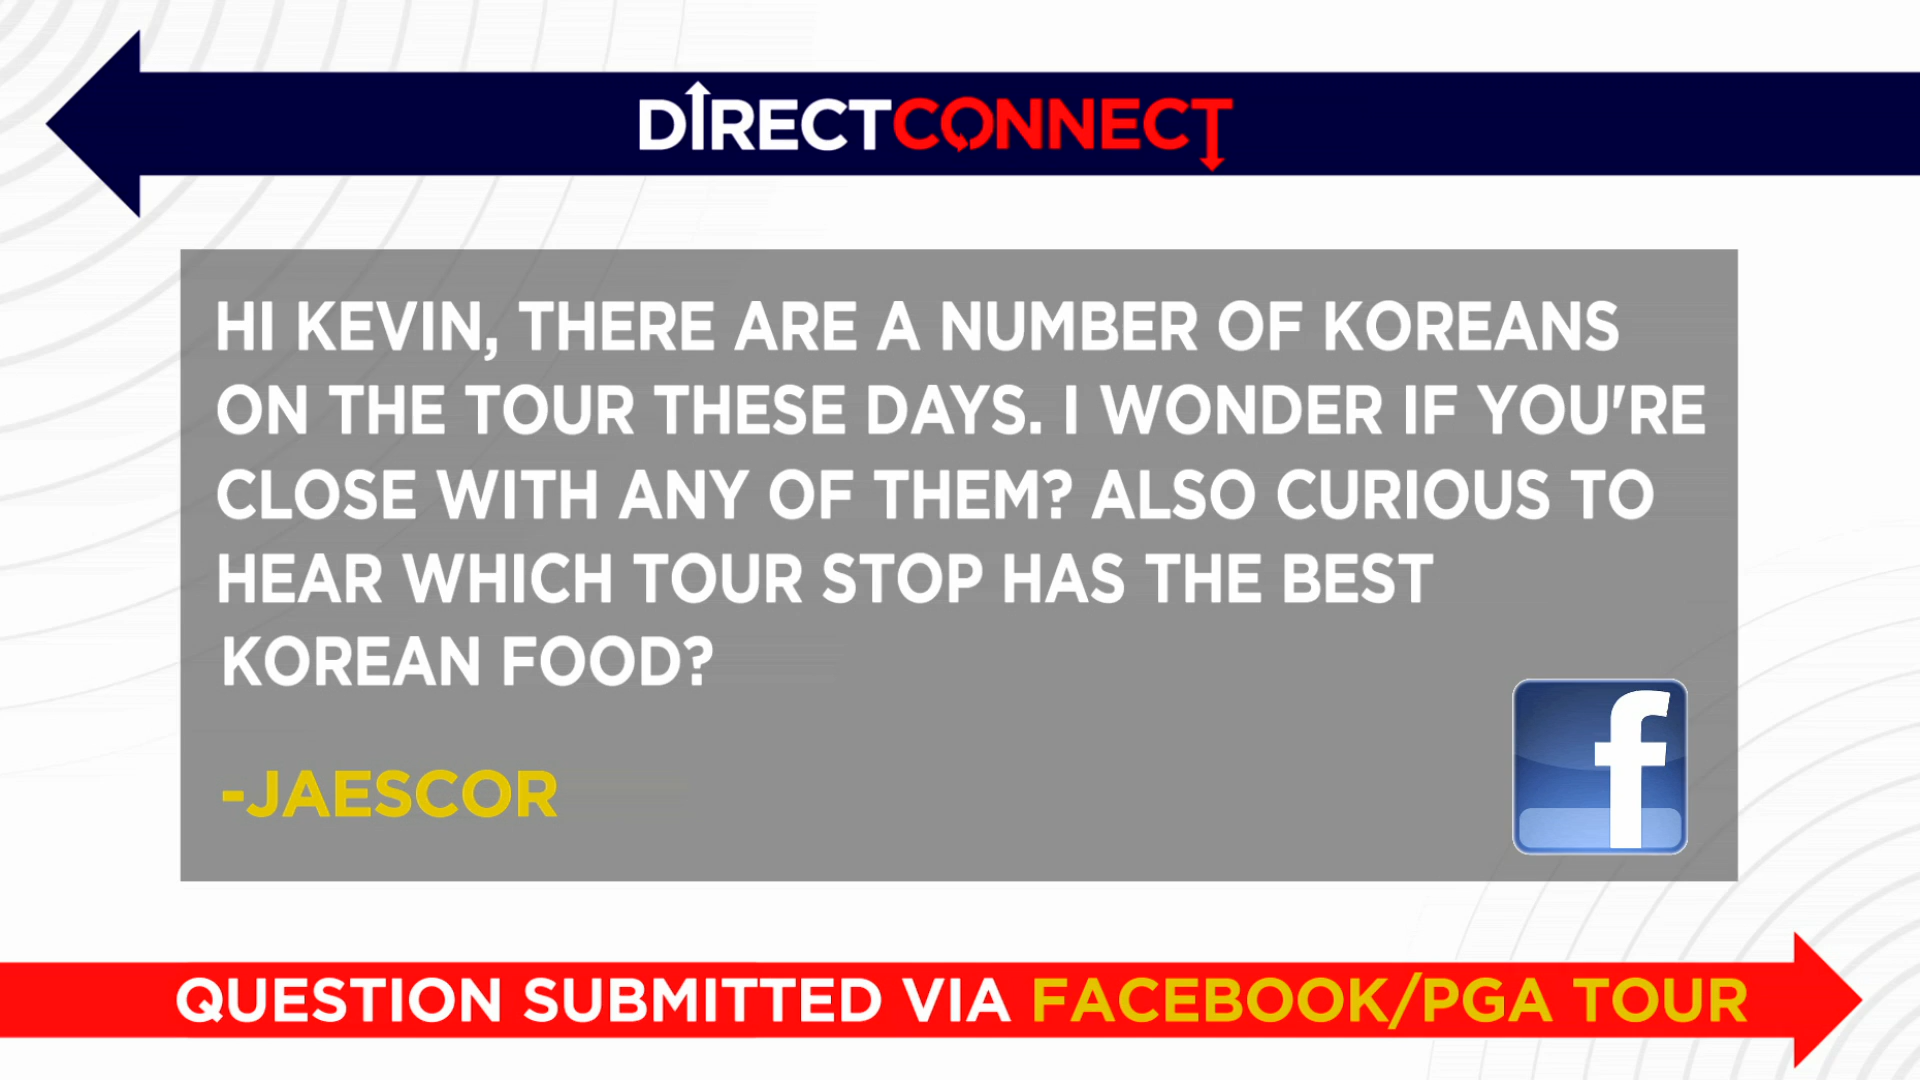 DIRECTCONNECT
HI KEVIN, THERE ARE A NUMBER OF KOREANS
ON THE TOUR THESE DAYS. I WONDER IF YOU'RE
CLOSE WITH ANY OF THEM? ALSO CURIOUS TO
HEAR WHICH TOUR STOP HAS THE BEST
KOREAN FOOD?
-JAESCOR
f
QUESTION SUBMITTED VIA FACEBOOK/PGA TOUR